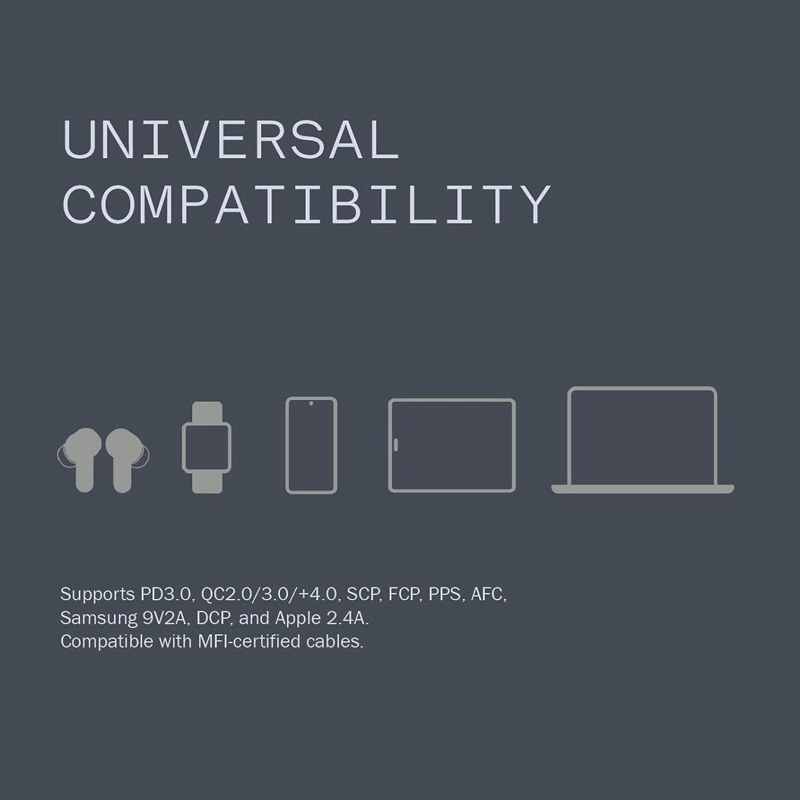 UNIVERSAL
COMPATIBILITY
Supports PD3.0, QC2.0/3.0/+4.0, SCP, FCP, PPS, AFC,
Samsung 9V2A, DCP, and Apple 2.4A.
Compatible with MFI-certified cables.